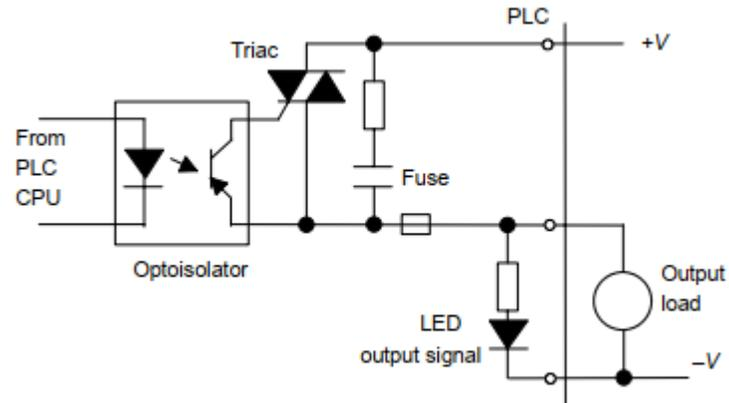 PLC
+V
Triac
From
PLC
CPU
Fuse
Optoisolator
Output
load
LED
output signal
–V